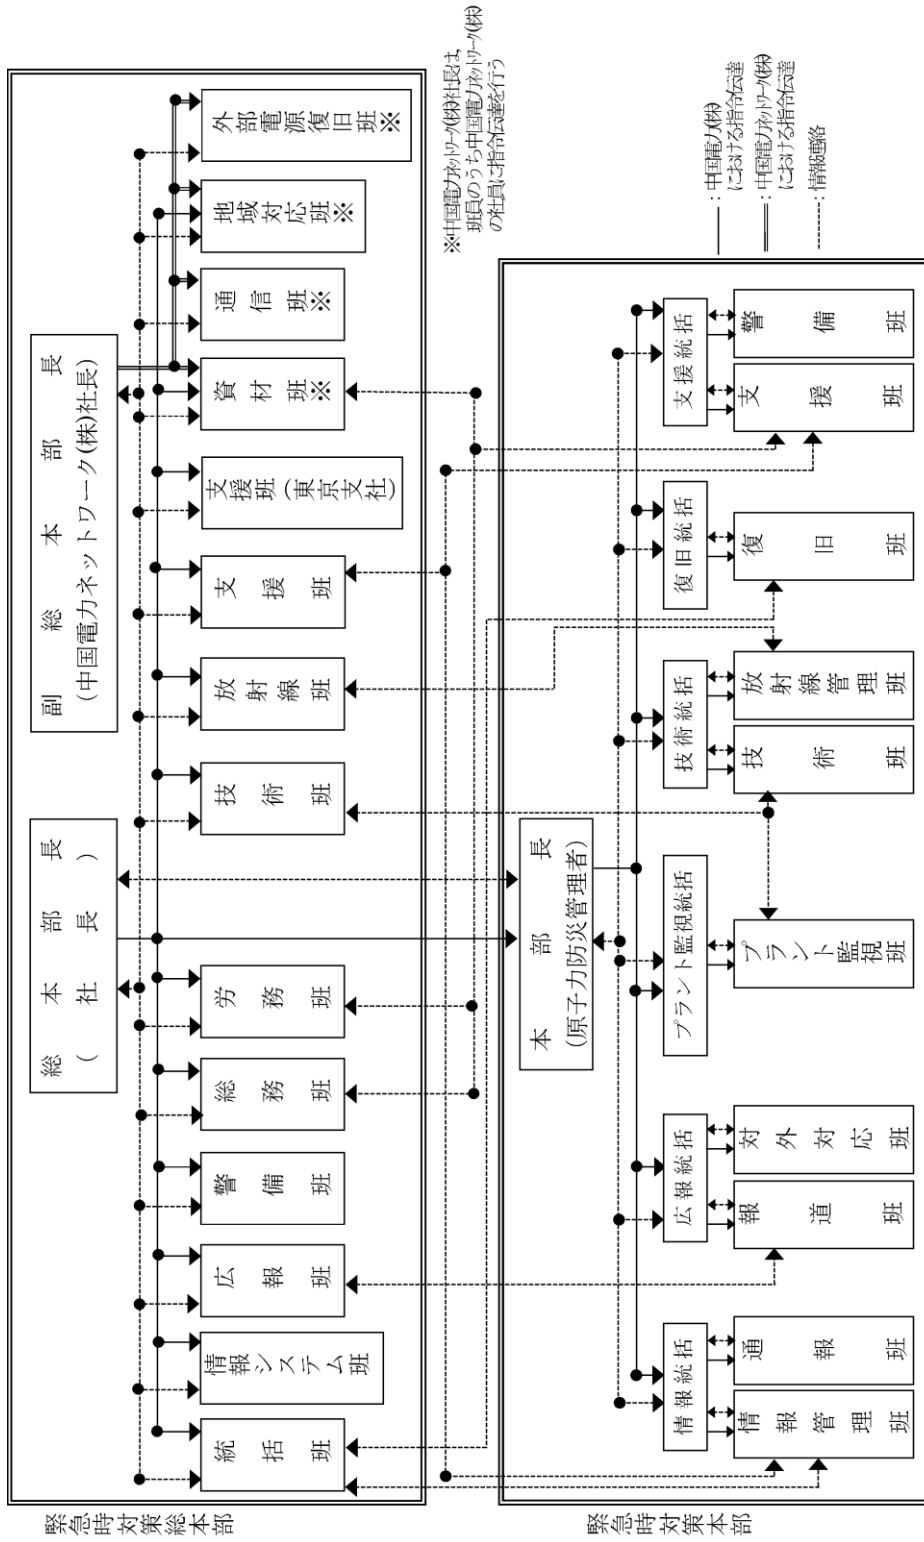 緊急時対策総本部
総本部長
(社長)
副総本部長
(中国電力ネットワーク(株)社長)
統括班
情報システム班
広報班
警備班
総務班
労務班
技術班
放射線班
支援班
支援班(東京支社)
資材班※
通信班※
地域対応班※
外部電源復旧班※
※中国電力ネットワーク(株)社長は,
班員のうち中国電力ネットワーク(株)
の社員に指令伝達を行う
緊急時対策本部
本部長
(原子力防災管理者)
情報統括
情報管理班
通報班
広報統括
報道班
対外対応班
プラント監視統括
プラント監視班
技術統括
技術班
放射線管理班
復旧統括
復旧班
支援統括
支援班
警備班
:中国電力(株)
における指令伝達
:中国電力ネットワーク(株)
における指令伝達
:情報連絡